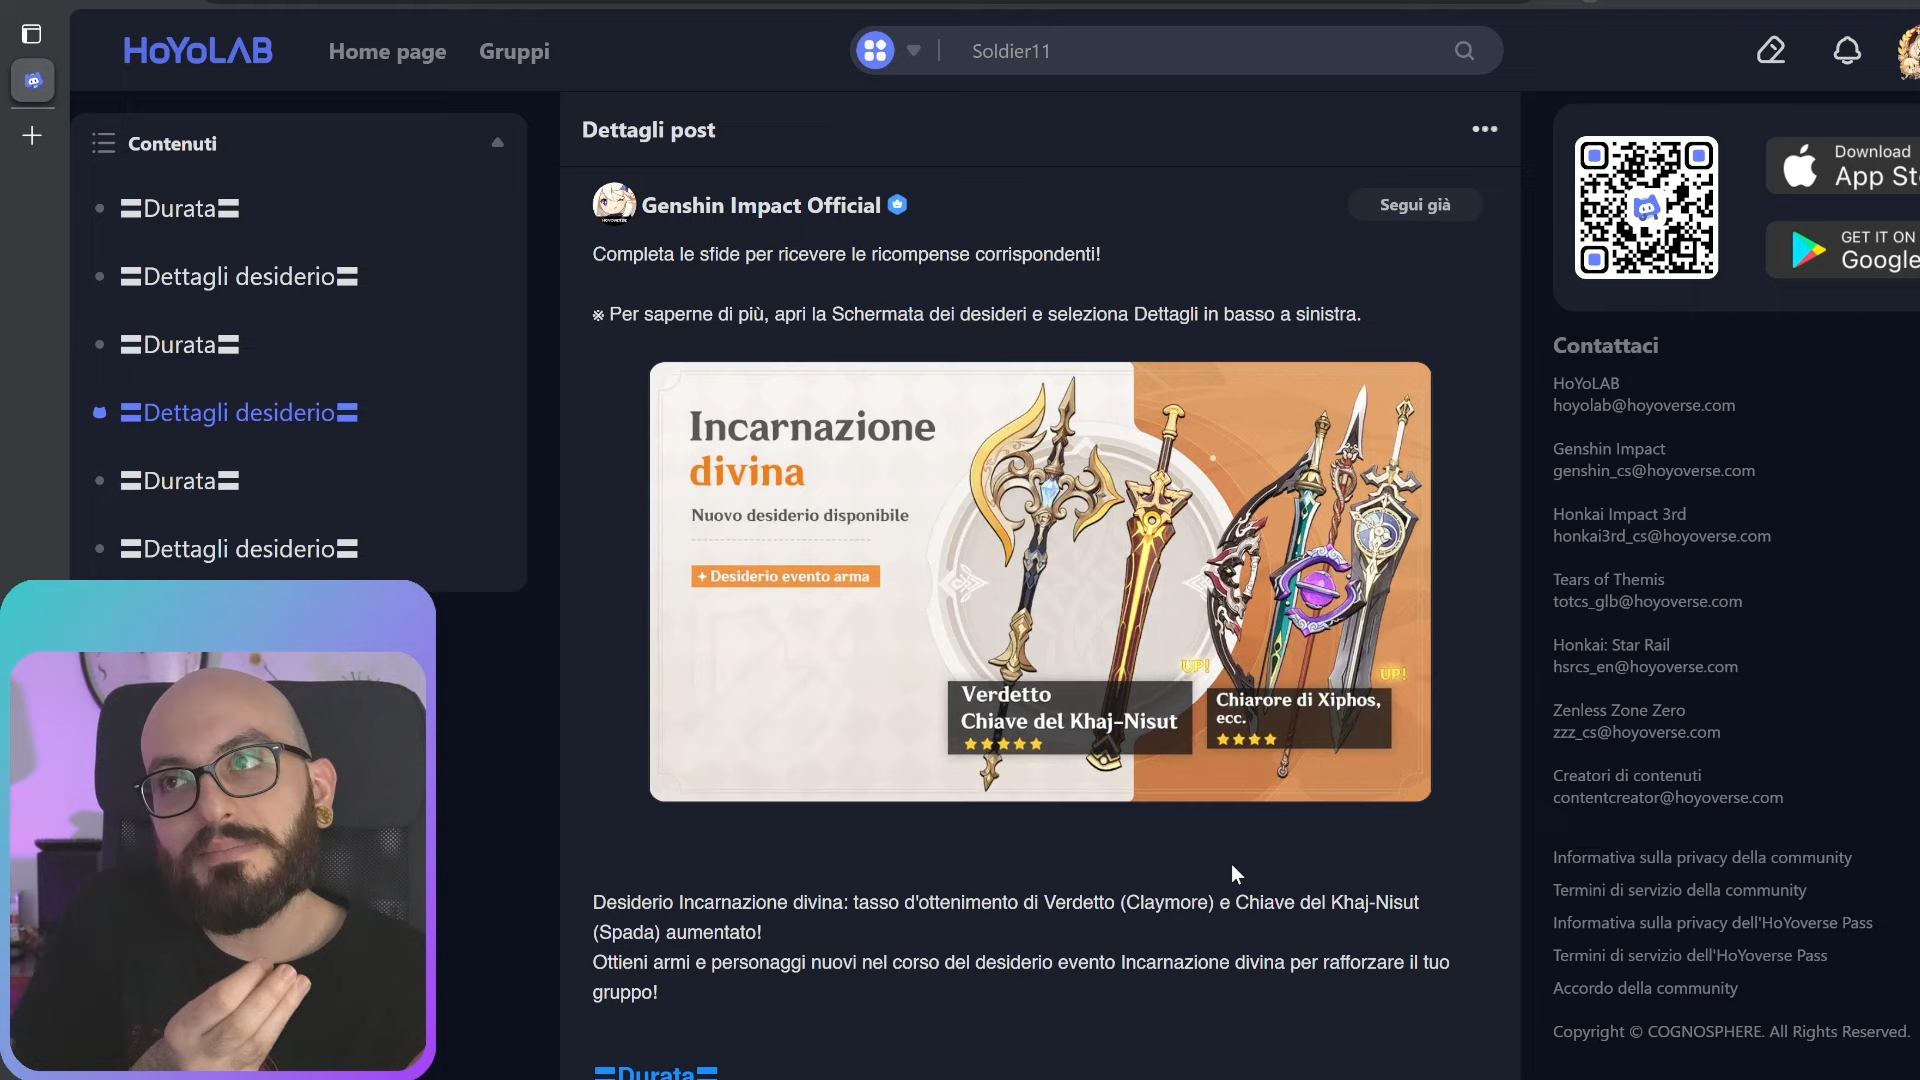 HoYoLAB
Home page
Gruppi
Soldier11
Contenuti
〓Durata〓
〓Dettagli desiderio〓
〓Durata〓
〓Dettagli desiderio〓
〓Durata〓
〓Dettagli desiderio〓
Dettagli post
Genshin Impact Official
Segui già
Completa le sfide per ricevere le ricompense corrispondenti!
※ Per saperne di più, apri la Schermata dei desideri e seleziona Dettagli in basso a sinistra.
Incarnazione
divina
Nuovo desiderio disponibile
✦ Desiderio evento arma
UP!
Verdetto
Chiave del Khaj-Nisut
UP!
Chiarore di Xiphos,
ecc.
Desiderio Incarnazione divina: tasso d'ottenimento di Verdetto (Claymore) e Chiave del Khaj-Nisut
(Spada) aumentato!
Ottieni armi e personaggi nuovi nel corso del desiderio evento Incarnazione divina per rafforzare il tuo
gruppo!
〓Durata〓
Download
App St
GET IT ON
Google
Contattaci
HoYoLAB
hoyolab@hoyoverse.com
Genshin Impact
genshin_cs@hoyoverse.com
Honkai Impact 3rd
honkai3rd_cs@hoyoverse.com
Tears of Themis
totcs_glb@hoyoverse.com
Honkai: Star Rail
hsrcs_en@hoyoverse.com
Zenless Zone Zero
zzz_cs@hoyoverse.com
Creatori di contenuti
contentcreator@hoyoverse.com
Informativa sulla privacy della community
Termini di servizio della community
Informativa sulla privacy dell'HoYoverse Pass
Termini di servizio dell'HoYoverse Pass
Accordo della community
Copyright © COGNOSPHERE. All Rights Reserved.